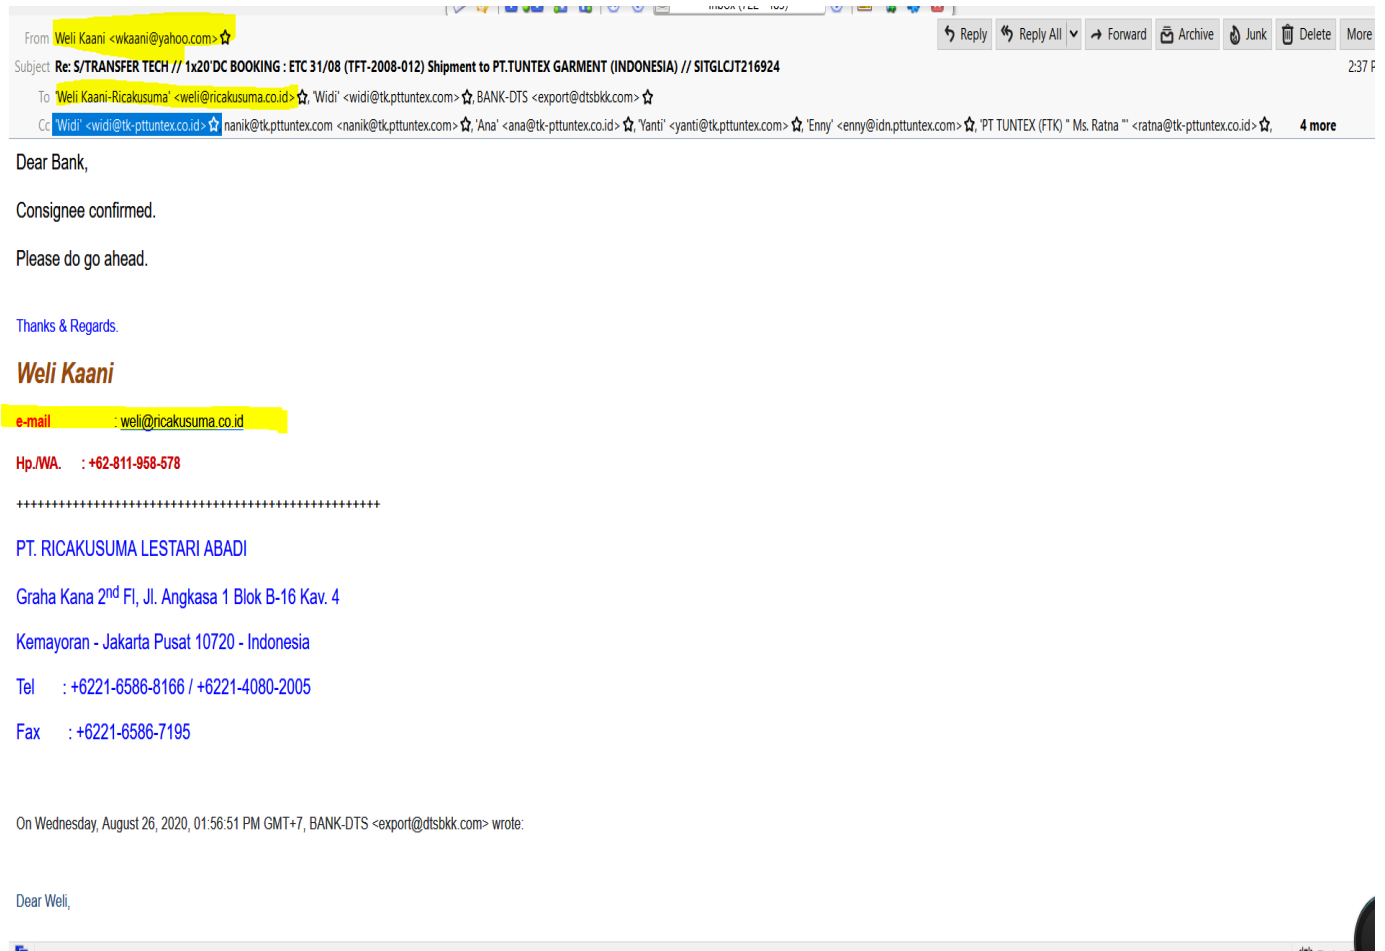 From Weli Kaani <wkaani@yahoo.com>
Reply Reply All Forward Archive Junk Delete More
Subject Re: S/TRANSFER TECH // 1x20'DC BOOKING : ETC 31/08 (TFT-2008-012) Shipment to PT.TUNTEX GARMENT (INDONESIA) // SITGLCJT216924
2:37 P
To 'Weli Kaani-Ricakusuma' <weli@ricakusuma.co.id>, 'Widi' <widi@tk.pttuntex.com>, BANK-DTS <export@dtsbkk.com>
Cc 'Widi' <widi@tk-pttuntex.co.id> nanik@tk.pttuntex.com <nanik@tk.pttuntex.com>, 'Ana' <ana@tk-pttuntex.co.id>, 'Yanti' <yanti@tk.pttuntex.com>, 'Enny' <enny@idn.pttuntex.com>, 'PT TUNTEX (FTK) " Ms. Ratna "' <ratna@tk-pttuntex.co.id>, 4 more
Dear Bank,
Consignee confirmed.
Please do go ahead.
Thanks & Regards.
Weli Kaani
e-mail : weli@ricakusuma.co.id
Hp./WA. : +62-811-958-578
++++++++++++++++++++++++++++++++++++++++++++++++++++
PT. RICAKUSUMA LESTARI ABADI
Graha Kana 2nd Fl, Jl. Angkasa 1 Blok B-16 Kav. 4
Kemayoran - Jakarta Pusat 10720 - Indonesia
Tel : +6221-6586-8166 / +6221-4080-2005
Fax : +6221-6586-7195
On Wednesday, August 26, 2020, 01:56:51 PM GMT+7, BANK-DTS <export@dtsbkk.com> wrote:
Dear Weli,